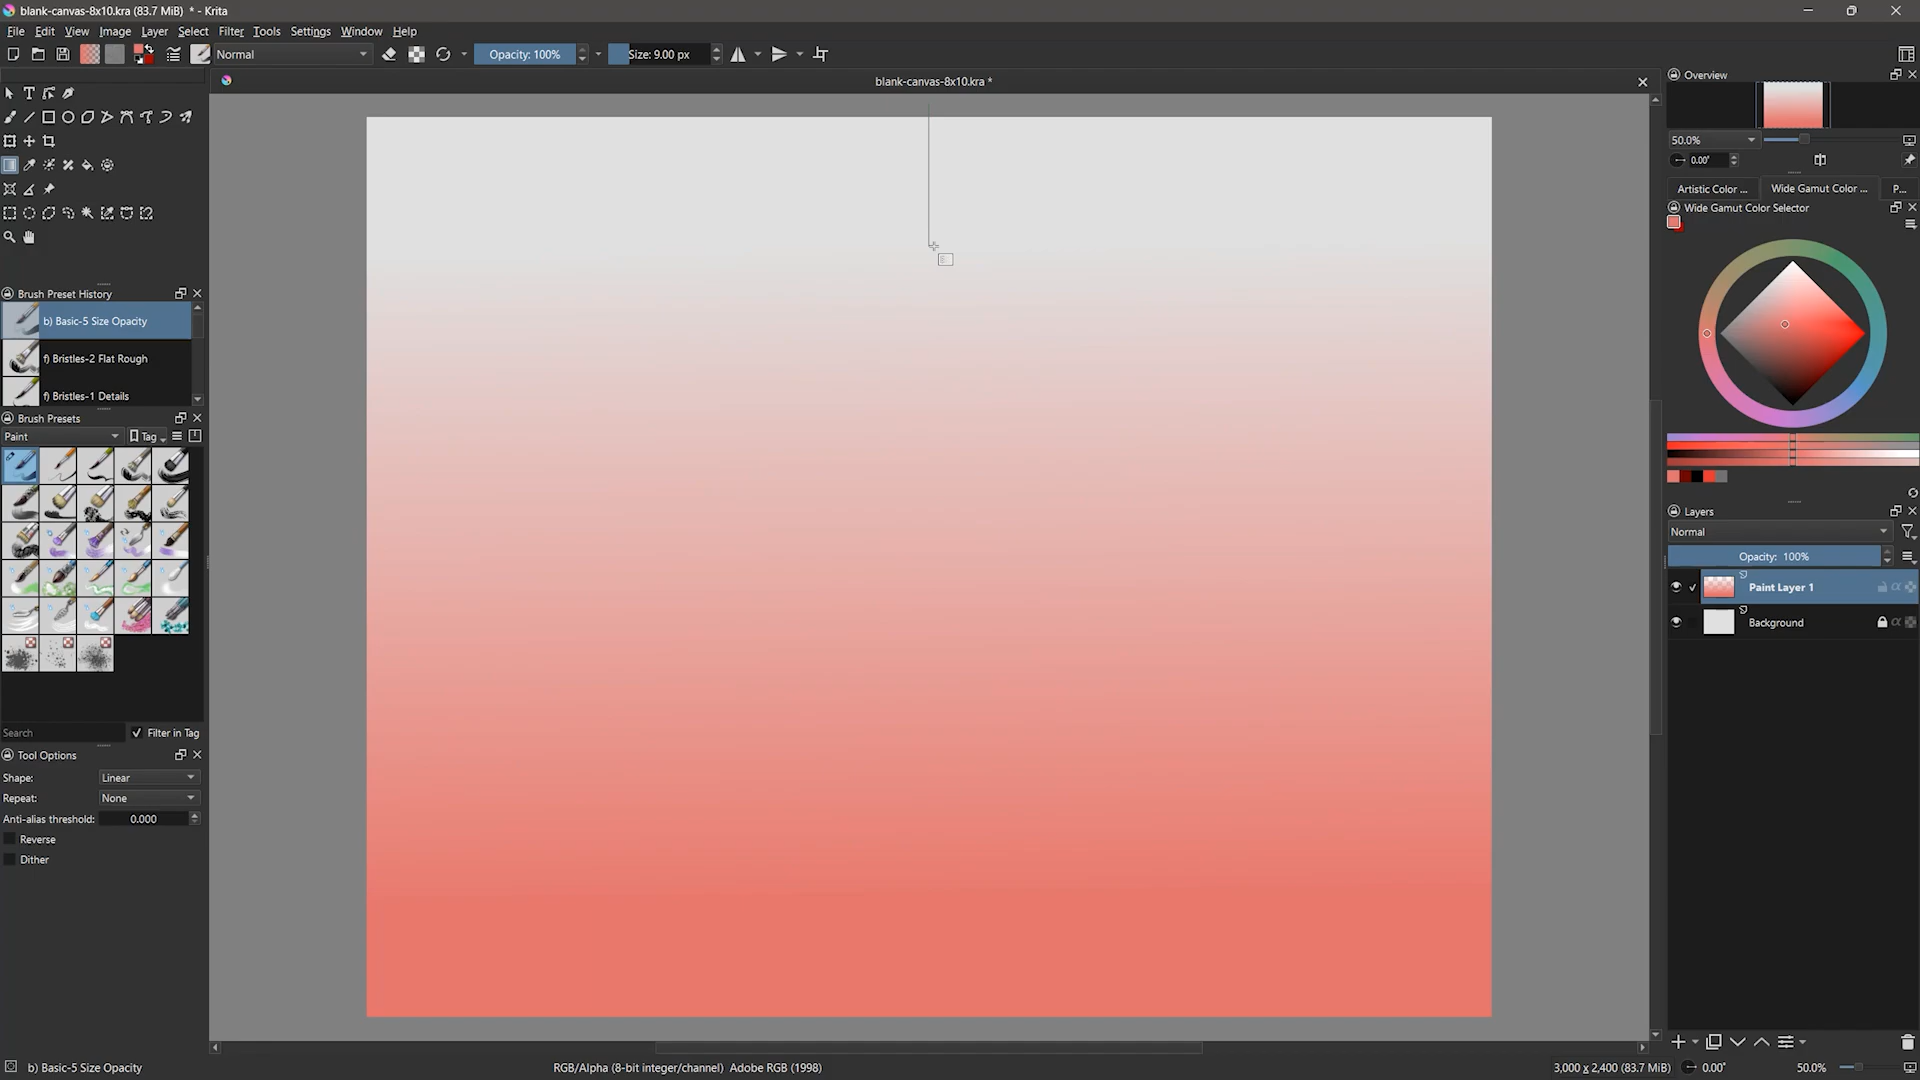 blank-canvas-8x10.kra (83.7 MiB) * - Krita
File Edit View Image Layer Select Filter Tools Settings Window Help
Normal Opacity: 100% Size: 9.00 px
blank-canvas-8x10.kra *
Overview
50.0%
0.00°
Artistic Color ... Wide Gamut Color ... P...
Wide Gamut Color Selector
Brush Preset History
b) Basic-5 Size Opacity
f) Bristles-2 Flat Rough
f) Bristles-1 Details
Brush Presets
Paint Tag
Search Filter in Tag
Tool Options
Shape: Linear
Repeat: None
Anti-alias threshold: 0.000
Reverse
Dither
Layers
Normal
Opacity: 100%
Paint Layer 1
Background
b) Basic-5 Size Opacity RGB/Alpha (8-bit integer/channel) Adobe RGB (1998) 3,000 x 2,400 (83.7 MiB) 0.00° 50.0%